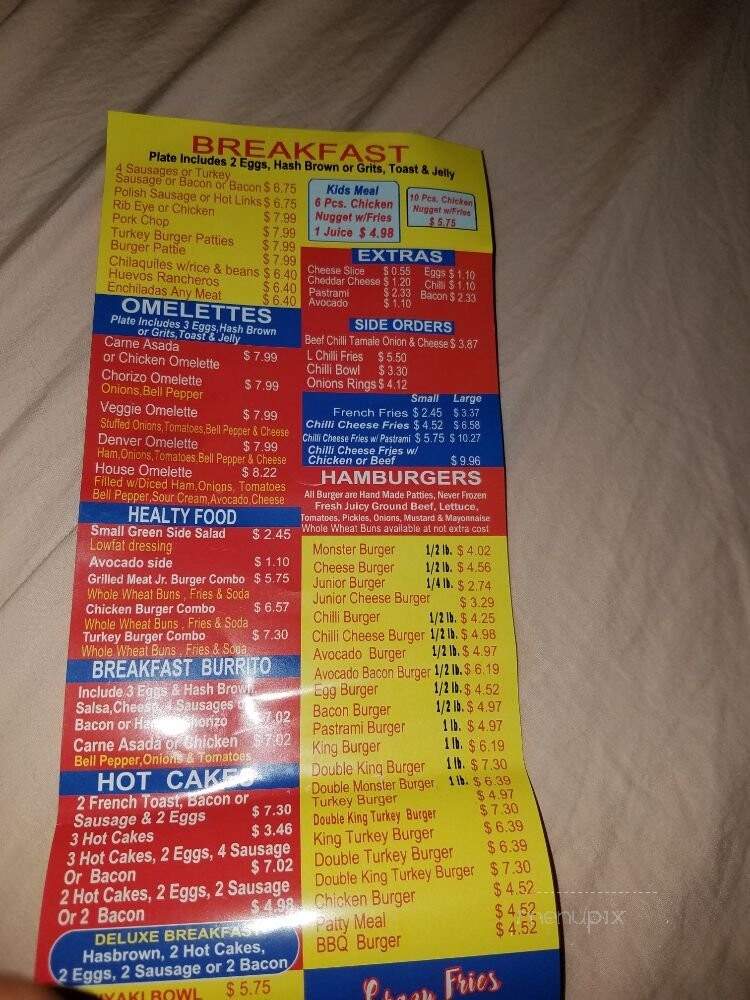 BREAKFAST
Plate Includes 2 Eggs, Hash Brown or Grits, Toast & Jelly
4 Sausages or Turkey
Sausage or Bacon or Bacon $ 6.75
Polish Sausage or Hot Links $ 6.75
Rib Eye or Chicken $ 7.99
Pork Chop $ 7.99
Turkey Burger Patties $ 7.99
Burger Pattie $ 7.99
Chilaquiles w/rice & beans $ 6.40
Huevos Rancheros $ 6.40
Enchiladas Any Meat $ 6.40
Kids Meal
6 Pcs. Chicken
Nugget w/Fries
1 Juice $ 4.98
10 Pcs. Chicken
Nugget w/Fries
$ 5.75
OMELETTES
Plate Includes 3 Eggs,Hash Brown
or Grits,Toast & Jelly
Carne Asada
or Chicken Omelette $ 7.99
Chorizo Omelette $ 7.99
Onions,Bell Pepper
Veggie Omelette $ 7.99
Stuffed Onions,Tomatoes,Bell Pepper & Cheese
Denver Omelette $ 7.99
Ham,Onions,Tomatoes,Bell Pepper & Cheese
House Omelette $ 8.22
Filled w/Diced Ham,Onions, Tomatoes
Bell Pepper,Sour Cream,Avocado,Cheese
HEALTY FOOD
Small Green Side Salad $ 2.45
Lowfat dressing
Avocado side $ 1.10
Grilled Meat Jr. Burger Combo $ 5.75
Whole Wheat Buns , Fries & Soda
Chicken Burger Combo $ 6.57
Whole Wheat Buns , Fries & Soda
Turkey Burger Combo $ 7.30
Whole Wheat Buns , Fries & Soda
BREAKFAST BURRITO
Include 3 Eggs & Hash Brown,
Salsa,Cheese, 4 Sausages
Bacon or $7.02
Carne Asada or Chicken $7.02
Bell Pepper,Onions & Tomatoes
HOT CAKES
2 French Toast, Bacon or
Sausage & 2 Eggs $ 7.30
3 Hot Cakes $ 3.46
3 Hot Cakes, 2 Eggs, 4 Sausage
Or Bacon $ 7.02
2 Hot Cakes, 2 Eggs, 2 Sausage
Or 2 Bacon $ 4.98
DELUXE BREAKFAST
Hasbrown, 2 Hot Cakes,
2 Eggs, 2 Sausage or 2 Bacon
YAKI BOWL $ 5.75
EXTRAS
Cheese Slice $ 0.55 Eggs $ 1.10
Cheddar Cheese $ 1.20 Chilli $ 1.10
Pastrami $ 2.33 Bacon $ 2.33
Avocado $ 1.10
SIDE ORDERS
Beef Chilli Tamale Onion & Cheese $ 3.87
L Chilli Fries $ 5.50
Chilli Bowl $ 3.30
Onions Rings $ 4.12
Small Large
French Fries $ 2.45 $ 3.37
Chilli Cheese Fries $ 4.52 $ 6.58
Chilli Cheese Fries w/ Pastrami $ 5.75 $ 10.27
Chilli Cheese Fries w/
Chicken or Beef $ 9.96
HAMBURGERS
All Burger are Hand Made Patties, Never Frozen
Fresh Juicy Ground Beef, Lettuce,
Tomatoes, Pickles, Onions, Mustard & Mayonnaise
Whole Wheat Buns available at not extra cost
Monster Burger 1/2 lb. $ 4.02
Cheese Burger 1/2 lb. $ 4.56
Junior Burger 1/4 lb. $ 2.74
Junior Cheese Burger $ 3.29
Chilli Burger 1/2 lb. $ 4.25
Chilli Cheese Burger 1/2 lb. $ 4.98
Avocado Burger 1/2 lb. $ 4.97
Avocado Bacon Burger 1/2 lb. $ 6.19
Egg Burger 1/2 lb. $ 4.52
Bacon Burger 1/2 lb. $ 4.97
Pastrami Burger 1 lb. $ 4.97
King Burger 1 lb. $ 6.19
Double King Burger 1 lb. $ 7.30
Double Monster Burger 1 lb. $ 6.39
Turkey Burger $ 4.97
Double King Turkey Burger $ 7.30
King Turkey Burger $ 6.39
Double Turkey Burger $ 6.39
Double King Turkey Burger $ 7.30
Chicken Burger $ 4.52
Patty Meal $ 4.52
BBQ Burger $ 4.52
Crazy Fries
menupix